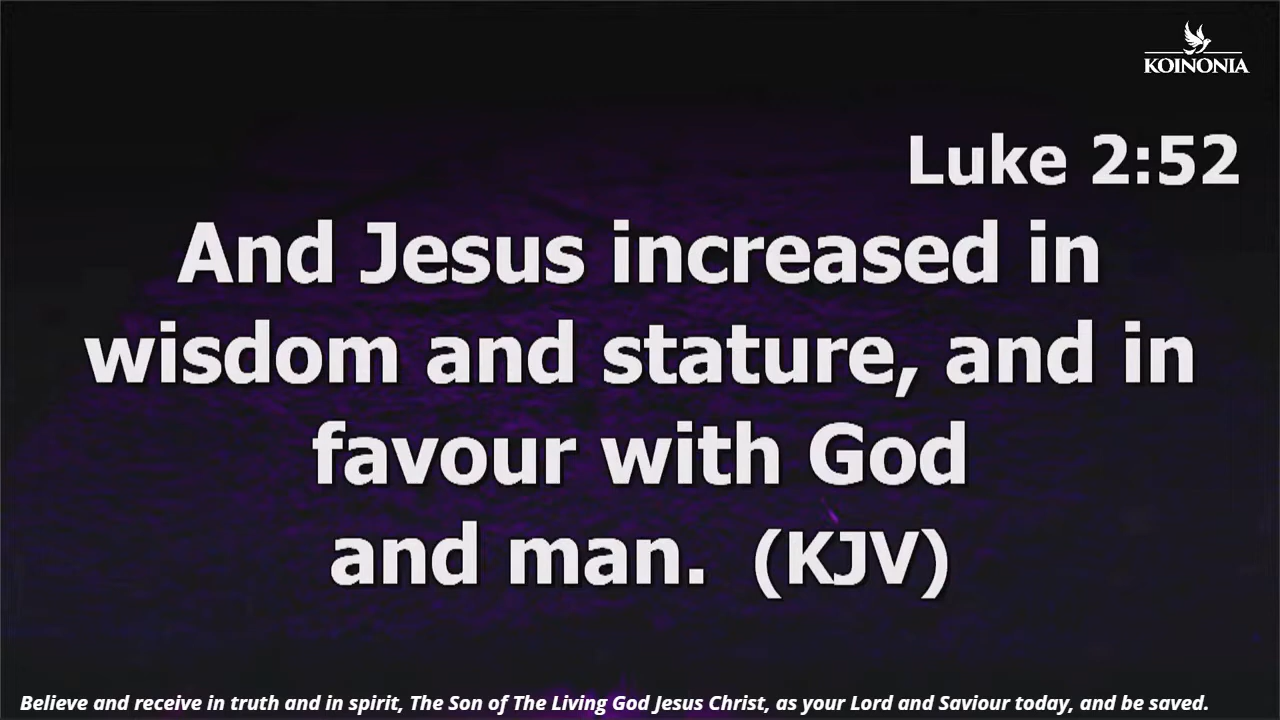 KOINONIA
Luke 2:52
And Jesus increased in
wisdom and stature, and in
favour with God
and man. (KJV)
Believe and receive in truth and in spirit, The Son of The Living God Jesus Christ, as your Lord and Saviour today, and be saved.